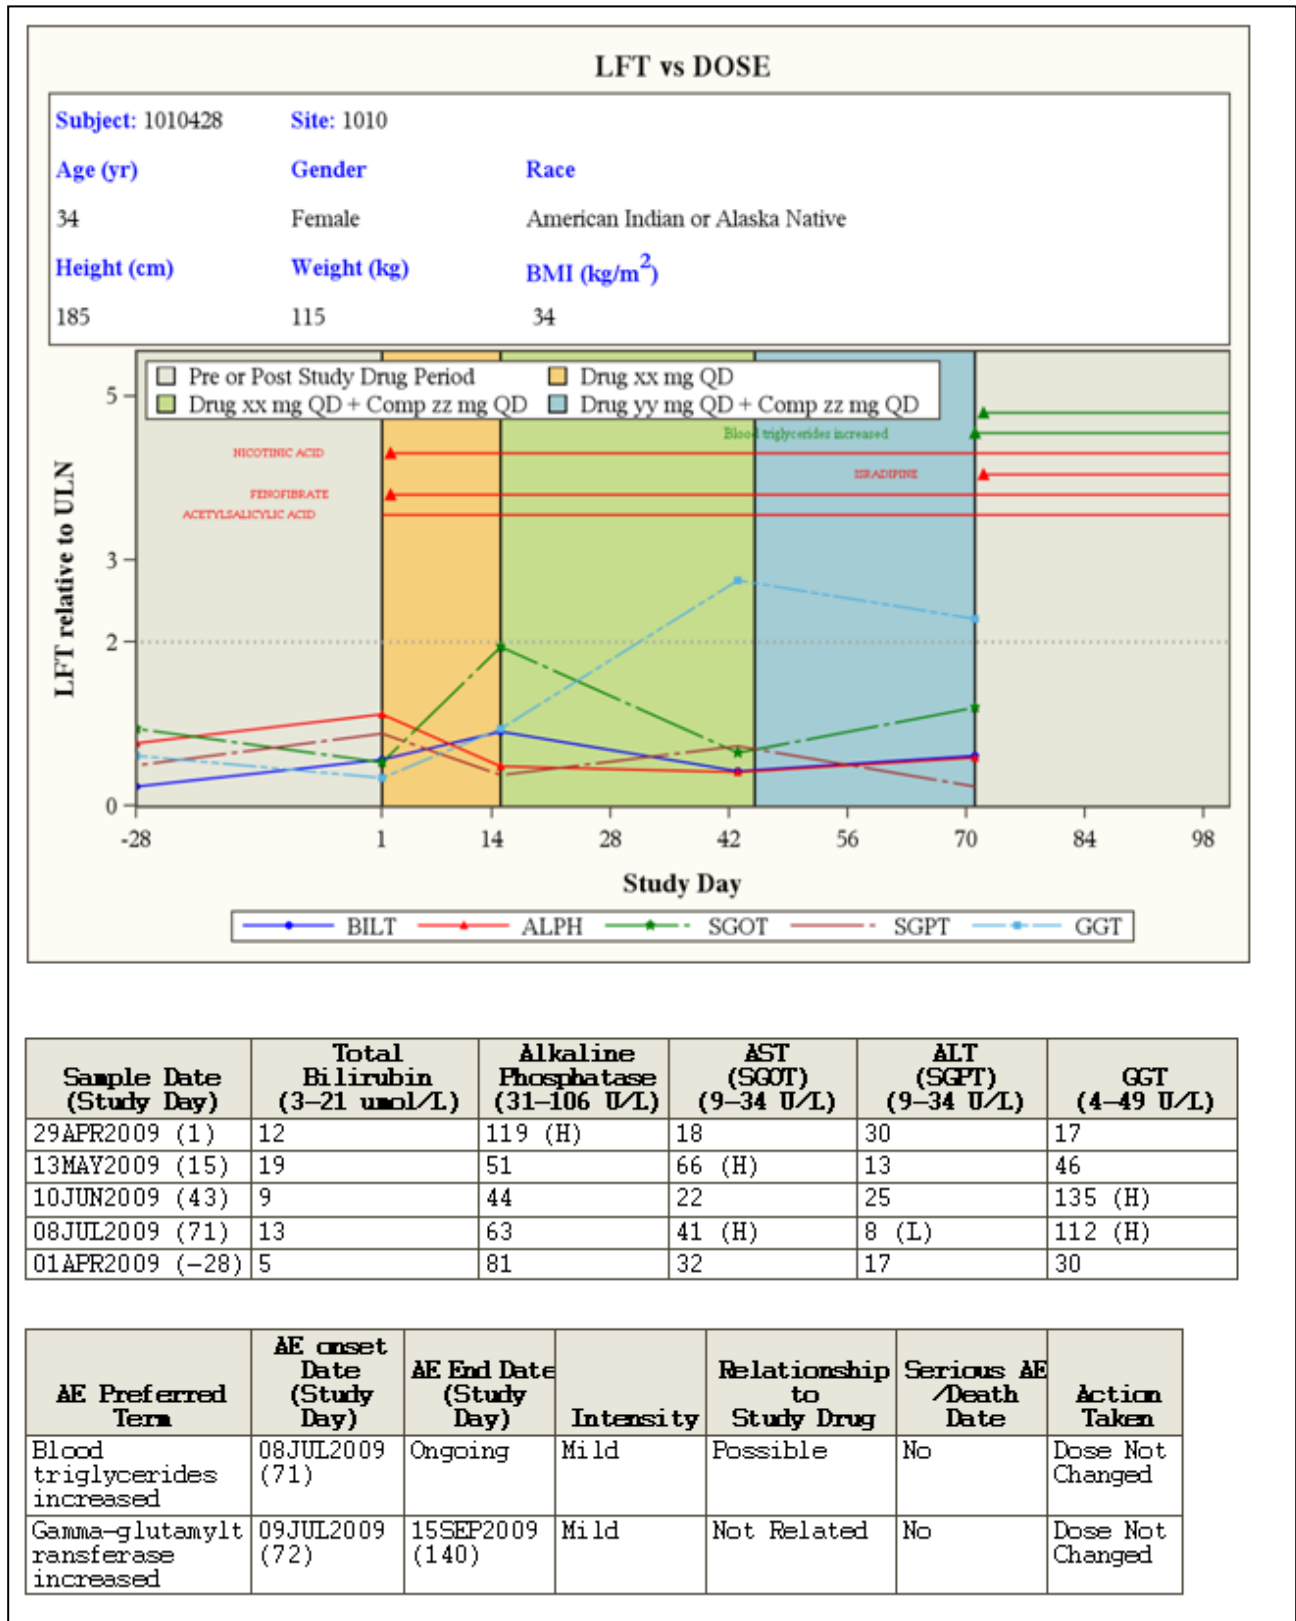 LFT vs DOSE
Subject: 1010428 Site: 1010
Age (yr) Gender Race
34 Female American Indian or Alaska Native
Height (cm) Weight (kg) BMI (kg/m2)
185 115 34
Pre or Post Study Drug Period Drug xx mg QD
Drug xx mg QD + Comp zz mg QD Drug yy mg QD + Comp zz mg QD
Blood triglycerides increased
NICOTINIC ACID
ISRADIPINE
FENOFIBRATE
ACETYLSALICYLIC ACID
LFT relative to ULN
5
3
2
0
-28 1 14 28 42 56 70 84 98
Study Day
BILT ALPH SGOT SGPT GGT
Sample Date (Study Day) Total Bilirubin (3-21 umol/L) Alkaline Phosphatase (31-106 U/L) AST (SGOT) (9-34 U/L) ALT (SGPT) (9-34 U/L) GGT (4-49 U/L)
29APR2009 (1) 12 119 (H) 18 30 17
13MAY2009 (15) 19 51 66 (H) 13 46
10JUN2009 (43) 9 44 22 25 135 (H)
08JUL2009 (71) 13 63 41 (H) 8 (L) 112 (H)
01APR2009 (-28) 5 81 32 17 30
AE Preferred Term AE onset Date (Study Day) AE End Date (Study Day) Intensity Relationship to Study Drug Serious AE /Death Date Action Taken
Blood triglycerides increased 08JUL2009 (71) Ongoing Mild Possible No Dose Not Changed
Gamma-glutamylt ransferase increased 09JUL2009 (72) 15SEP2009 (140) Mild Not Related No Dose Not Changed